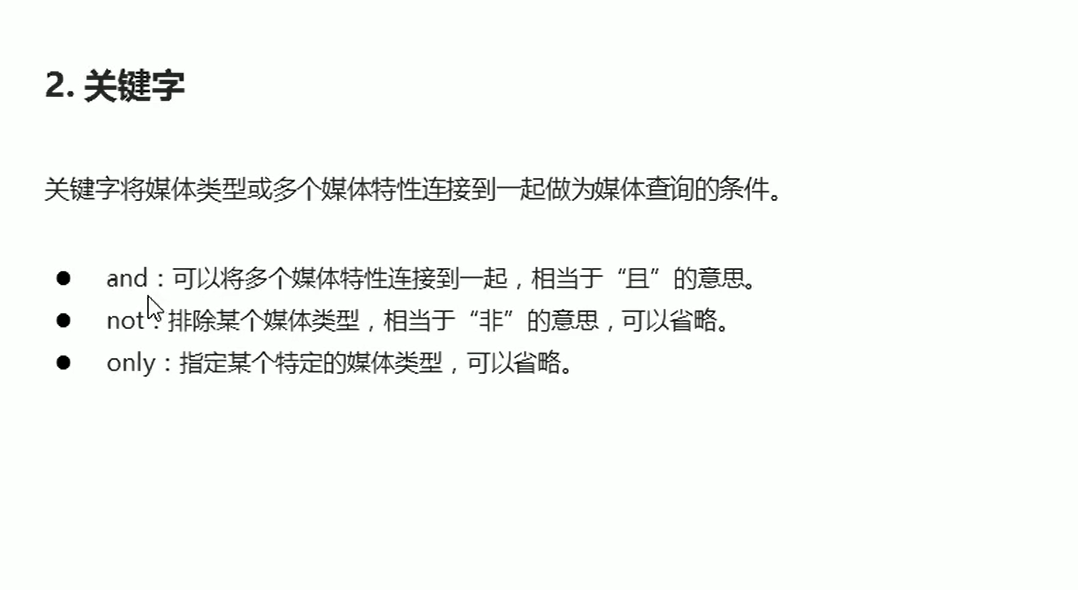 2. 关键字
关键字将媒体类型或多个媒体特性连接到一起做为媒体查询的条件。
● and：可以将多个媒体特性连接到一起，相当于“且”的意思。
● not：排除某个媒体类型，相当于“非”的意思，可以省略。
● only：指定某个特定的媒体类型，可以省略。